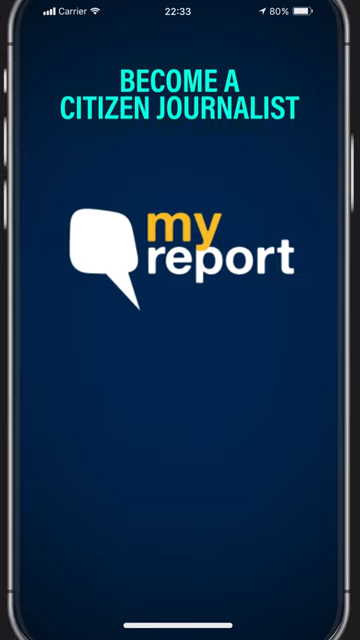 Carrier 22:33 80%
BECOME A
CITIZEN JOURNALIST
my
report